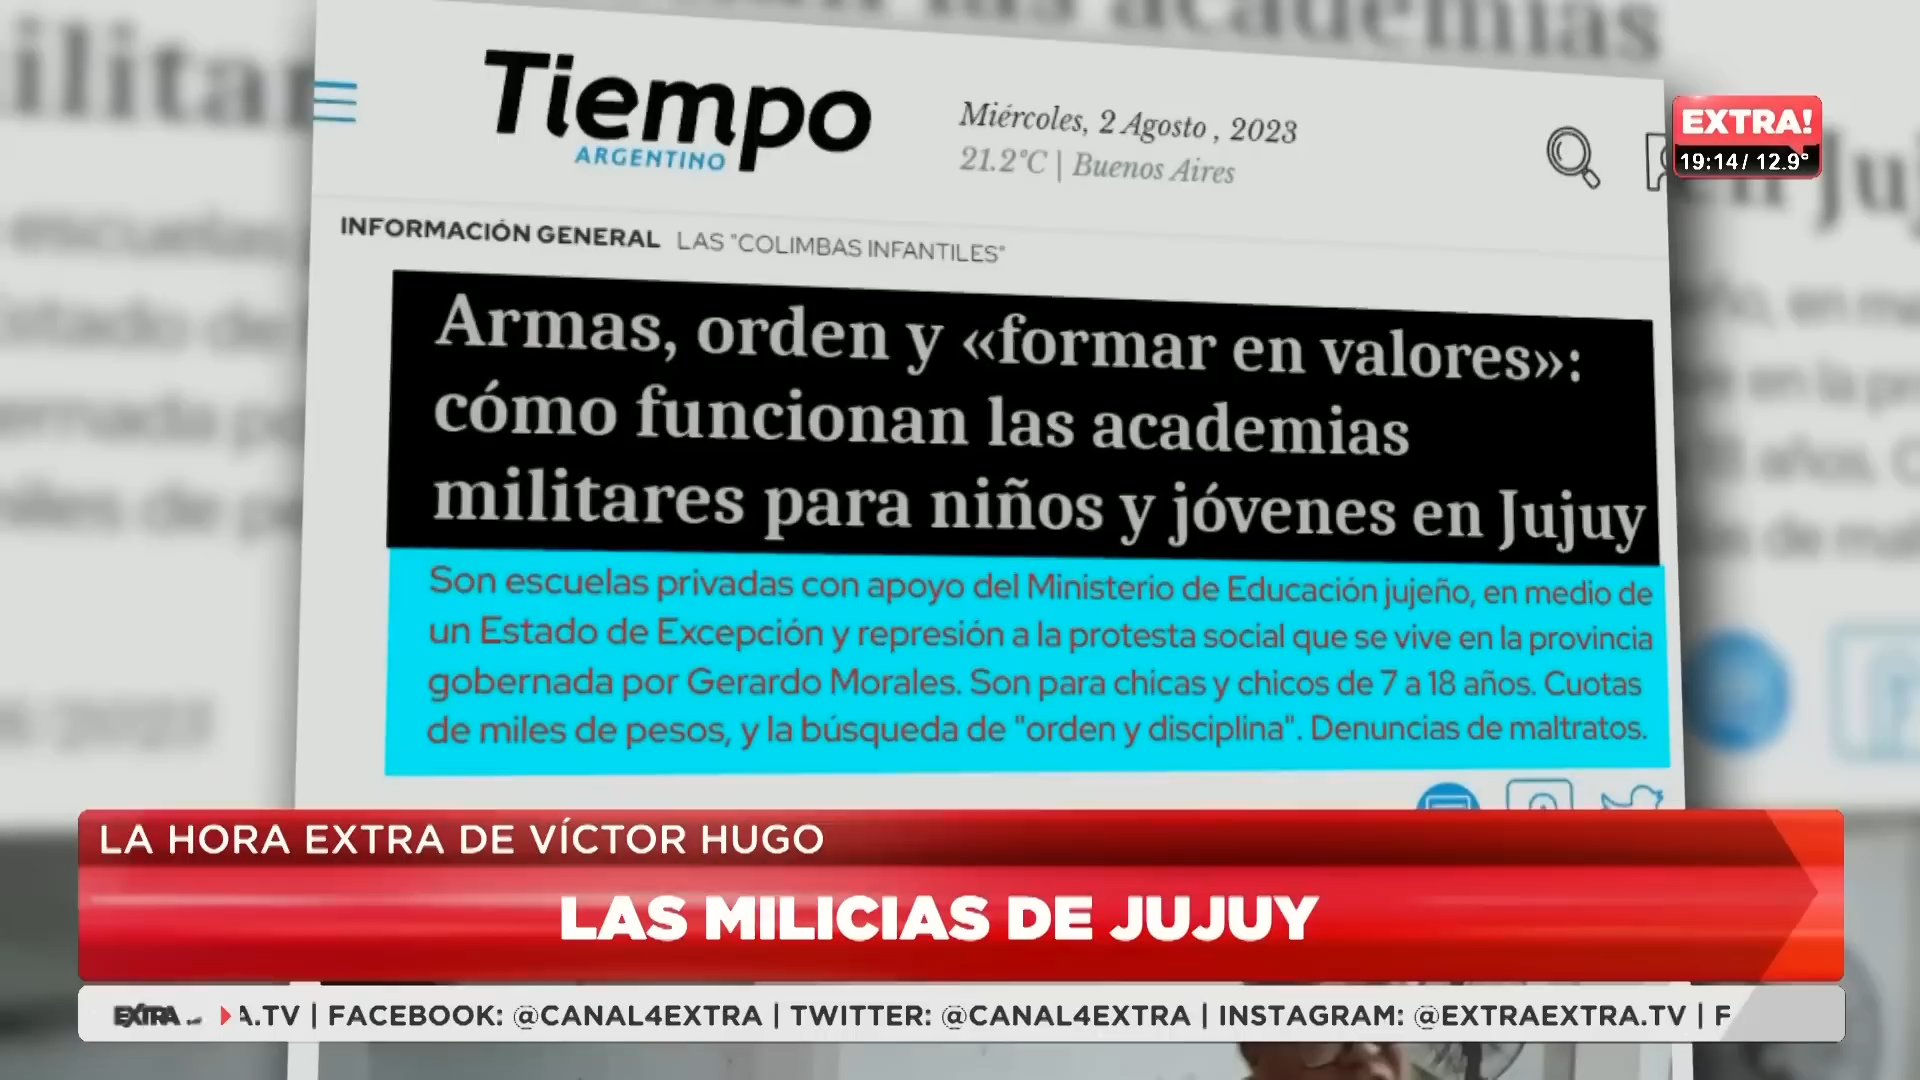 Tiempo
ARGENTINO
Miércoles, 2 Agosto , 2023
21.2°C | Buenos Aires
EXTRA!
19:14 / 12.9°
INFORMACIÓN GENERAL LAS "COLIMBAS INFANTILES"
Armas, orden y «formar en valores»:
cómo funcionan las academias
militares para niños y jóvenes en Jujuy
Son escuelas privadas con apoyo del Ministerio de Educación jujeño, en medio de
un Estado de Excepción y represión a la protesta social que se vive en la provincia
gobernada por Gerardo Morales. Son para chicas y chicos de 7 a 18 años. Cuotas
de miles de pesos, y la búsqueda de "orden y disciplina". Denuncias de maltratos.
LA HORA EXTRA DE VÍCTOR HUGO
LAS MILICIAS DE JUJUY
A.TV | FACEBOOK: @CANAL4EXTRA | TWITTER: @CANAL4EXTRA | INSTAGRAM: @EXTRAEXTRA.TV | F